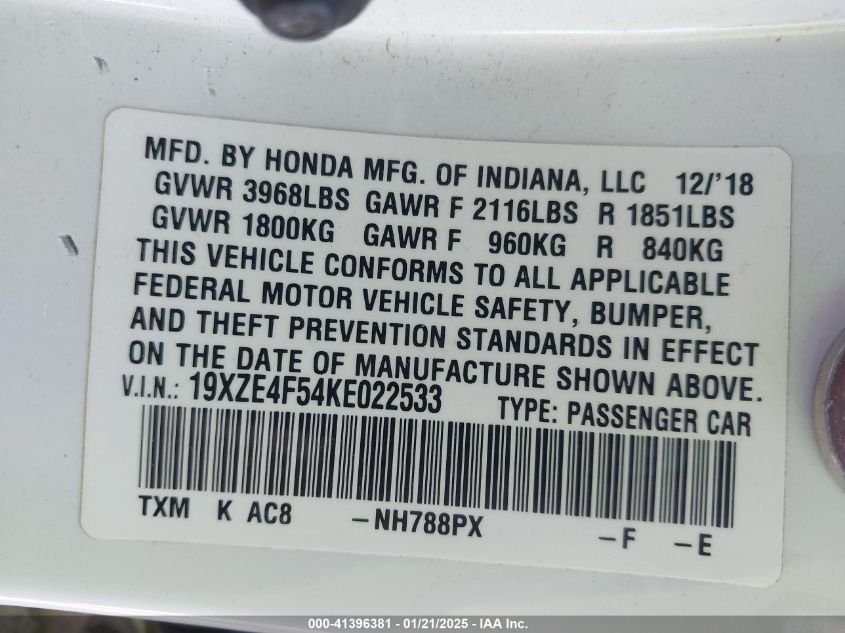 MFD. BY HONDA MFG. OF INDIANA, LLC 12/'18
GVWR 3968LBS GAWR F 2116LBS R 1851LBS
GVWR 1800KG GAWR F 960KG R 840KG
THIS VEHICLE CONFORMS TO ALL APPLICABLE
FEDERAL MOTOR VEHICLE SAFETY, BUMPER,
AND THEFT PREVENTION STANDARDS IN EFFECT
ON THE DATE OF MANUFACTURE SHOWN ABOVE.
V.I.N.: 19XZE4F54KE022533 TYPE: PASSENGER CAR
TXM K AC8 -NH788PX -F -E
000-41396381 - 01/21/2025 - IAA Inc.